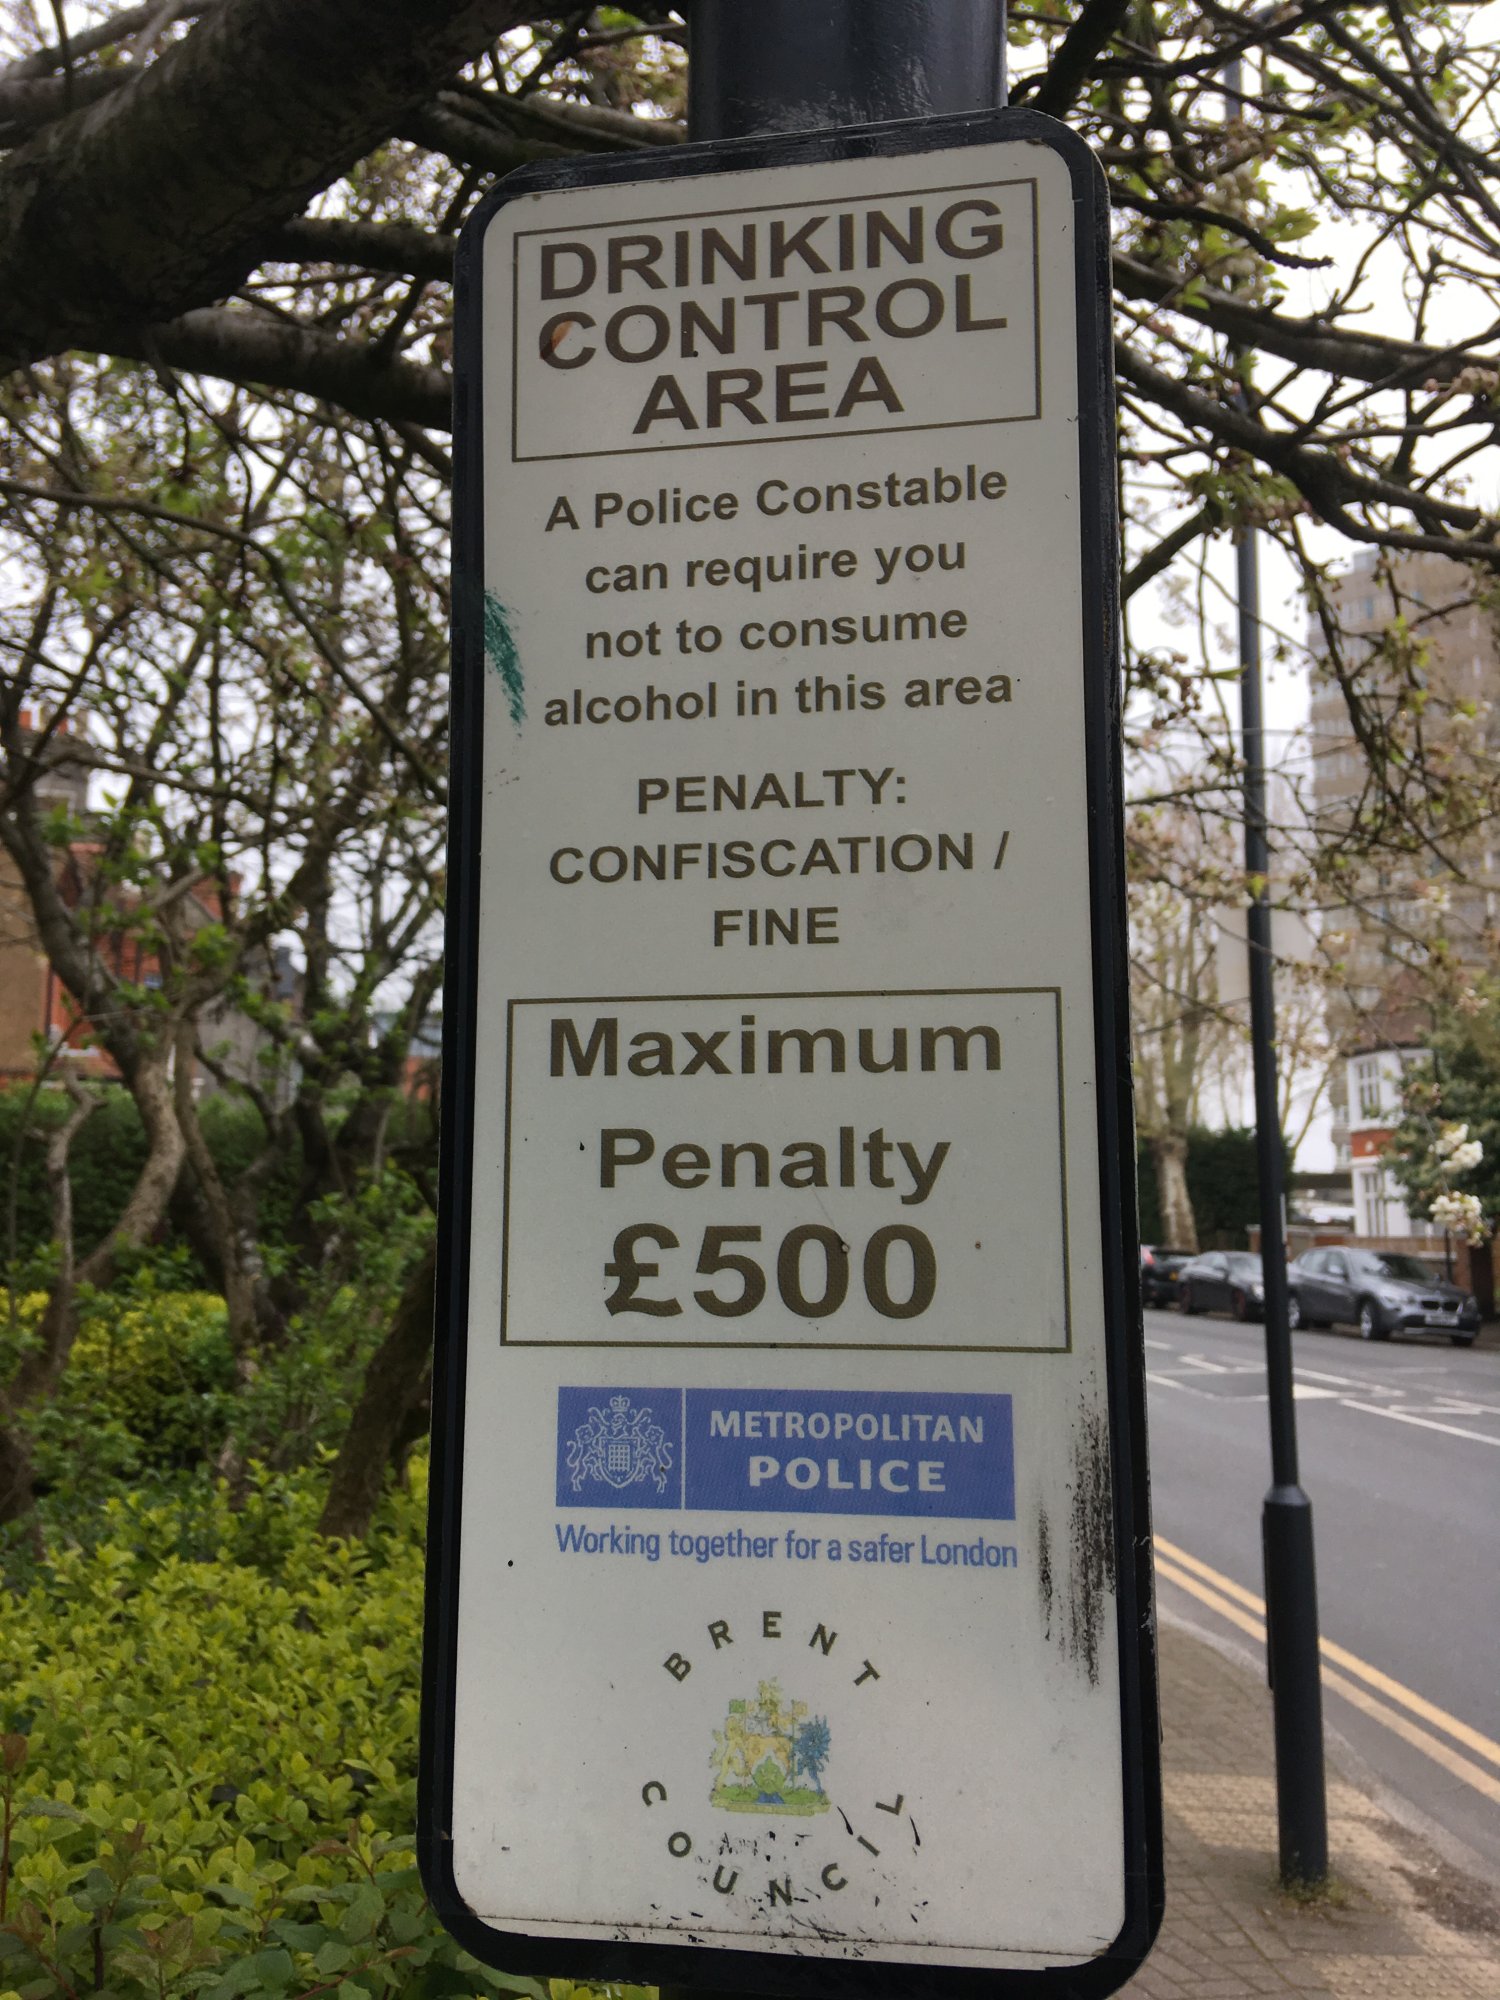 DRINKING
CONTROL
AREA
A Police Constable
can require you
not to consume
alcohol in this area
PENALTY:
CONFISCATION /
FINE
Maximum
Penalty
£500
METROPOLITAN
POLICE
Working together for a safer London
BRENT
COUNCIL